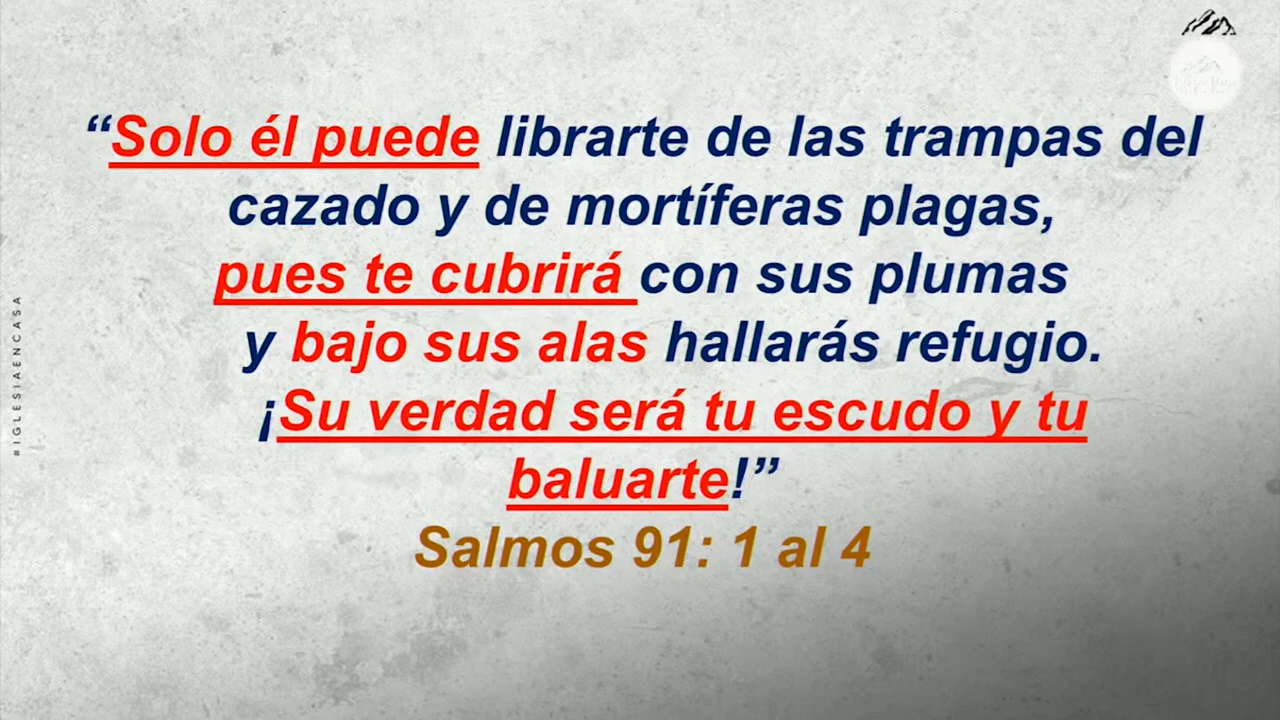 “Solo él puede librarte de las trampas del
cazado y de mortíferas plagas,
pues te cubrirá con sus plumas
y bajo sus alas hallarás refugio.
¡Su verdad será tu escudo y tu
baluarte!”
Salmos 91: 1 al 4
#IGLESIAENCASA